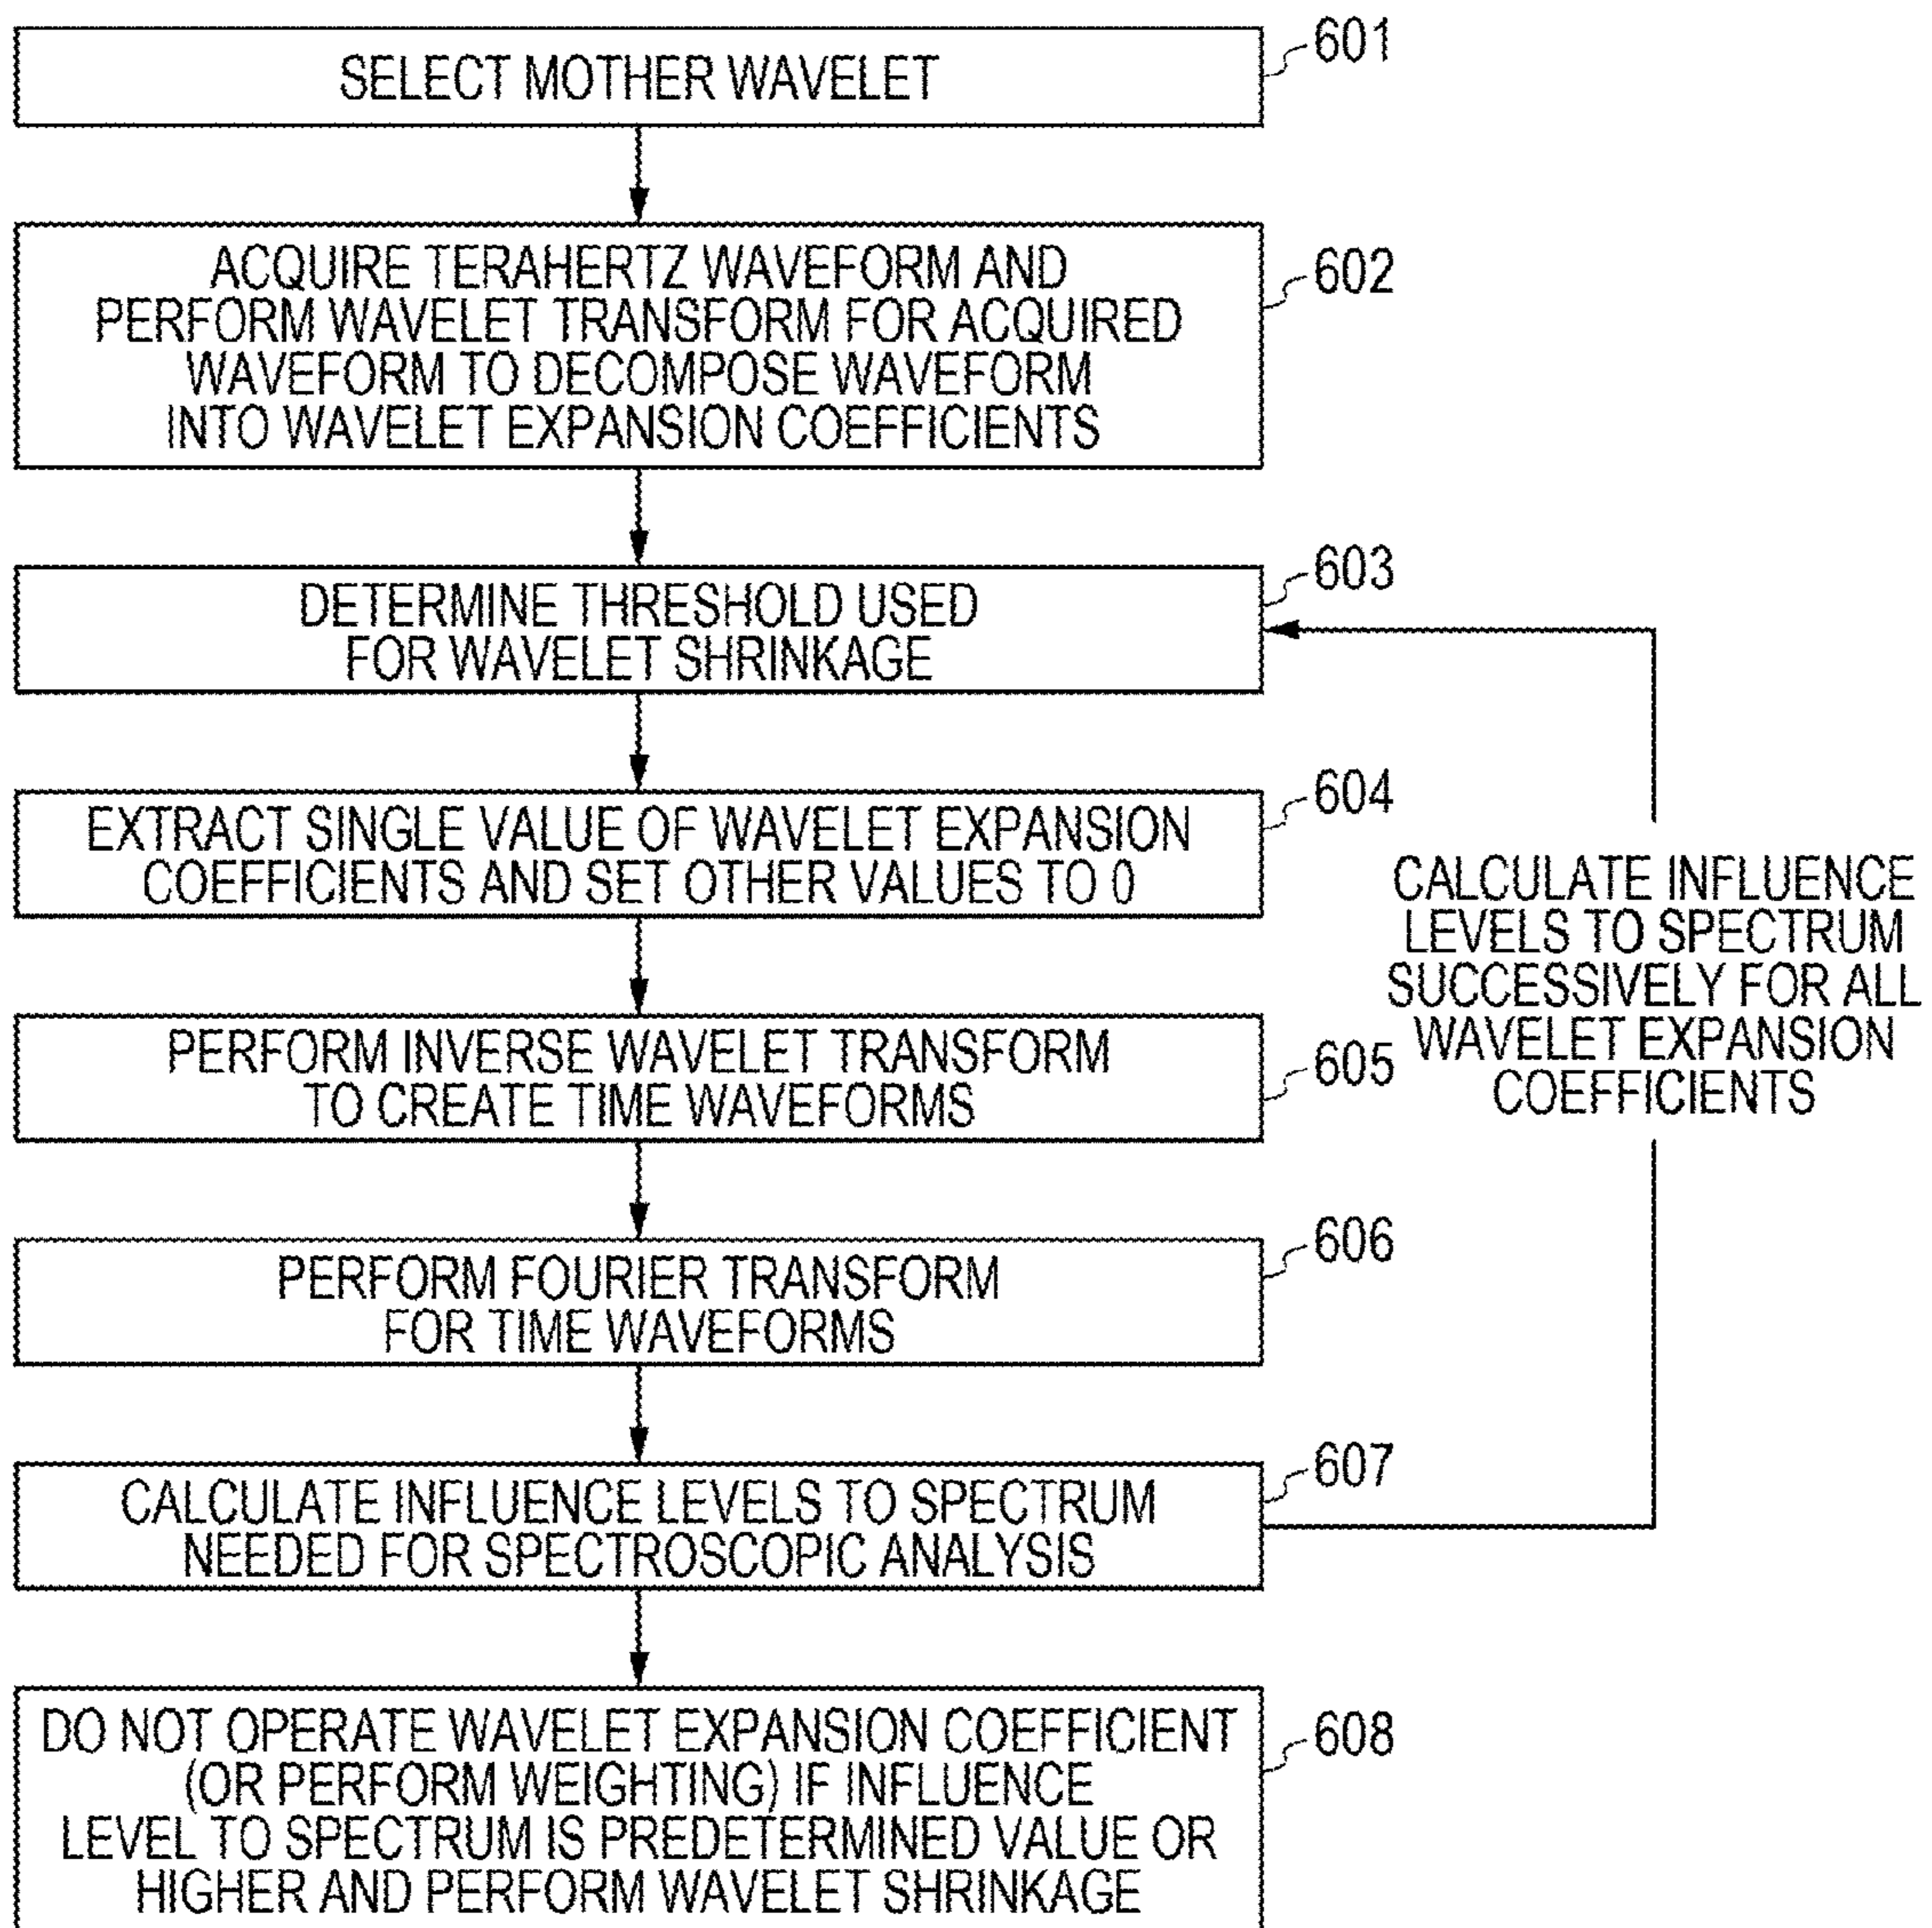 SELECT MOTHER WAVELET
601
ACQUIRE TERAHERTZ WAVEFORM AND
PERFORM WAVELET TRANSFORM FOR ACQUIRED
WAVEFORM TO DECOMPOSE WAVEFORM
INTO WAVELET EXPANSION COEFFICIENTS
602
DETERMINE THRESHOLD USED
FOR WAVELET SHRINKAGE
603
EXTRACT SINGLE VALUE OF WAVELET EXPANSION
COEFFICIENTS AND SET OTHER VALUES TO 0
604
PERFORM INVERSE WAVELET TRANSFORM
TO CREATE TIME WAVEFORMS
605
PERFORM FOURIER TRANSFORM
FOR TIME WAVEFORMS
606
CALCULATE INFLUENCE LEVELS TO SPECTRUM
NEEDED FOR SPECTROSCOPIC ANALYSIS
607
CALCULATE INFLUENCE
LEVELS TO SPECTRUM
SUCCESSIVELY FOR ALL
WAVELET EXPANSION
COEFFICIENTS
DO NOT OPERATE WAVELET EXPANSION COEFFICIENT
(OR PERFORM WEIGHTING) IF INFLUENCE
LEVEL TO SPECTRUM IS PREDETERMINED VALUE OR
HIGHER AND PERFORM WAVELET SHRINKAGE
608